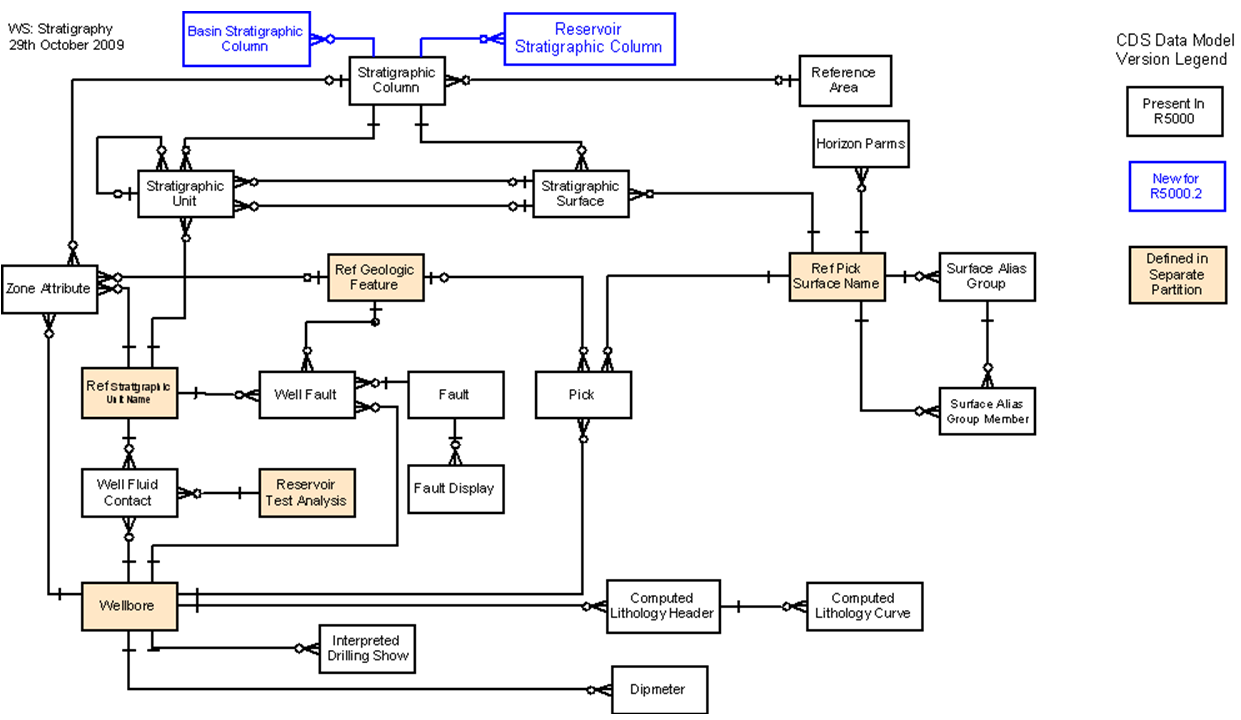 WS: Stratigraphy
29th October 2009
Basin Stratigraphic
Column
Reservoir
Stratigraphic Column
CDS Data Model
Version Legend
Stratigraphic
Column
Reference
Area
Present In
R5000
Horizon Parms
Stratigraphic
Unit
Stratigraphic
Surface
New for
R5000.2
Zone Attribute
Ref Geologic
Feature
Ref Pick
Surface Name
Surface Alias
Group
Defined in
Separate
Partition
Ref Stratgraphic
Unit Name
Well Fault
Fault
Pick
Surface Alias
Group Member
Well Fluid
Contact
Reservoir
Test Analysis
Fault Display
Wellbore
Computed
Lithology Header
Computed
Lithology Curve
Interpreted
Drilling Show
Dipmeter